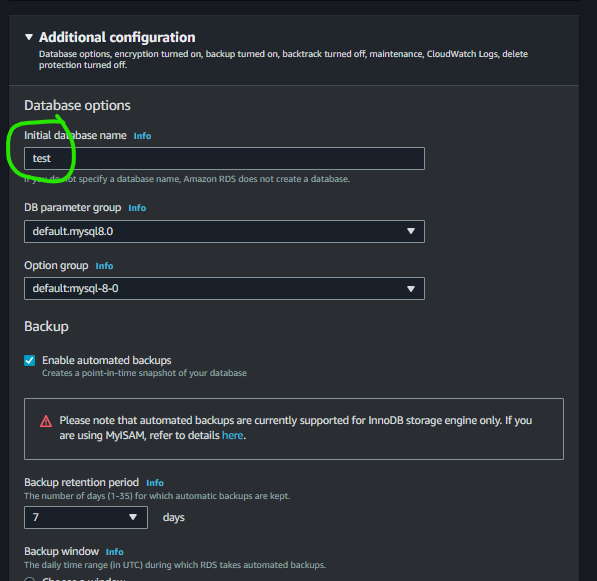 Additional configuration
Database options, encryption turned on, backup turned on, backtrack turned off, maintenance, CloudWatch Logs, delete
protection turned off.
Database options
Initial database name Info
test
If you do not specify a database name, Amazon RDS does not create a database.
DB parameter group Info
default.mysql8.0
Option group Info
default:mysql-8-0
Backup
Enable automated backups
Creates a point-in-time snapshot of your database
Please note that automated backups are currently supported for InnoDB storage engine only. If you
are using MyISAM, refer to details here.
Backup retention period Info
The number of days (1-35) for which automatic backups are kept.
7 days
Backup window Info
The daily time range (in UTC) during which RDS takes automated backups.
Choose a window